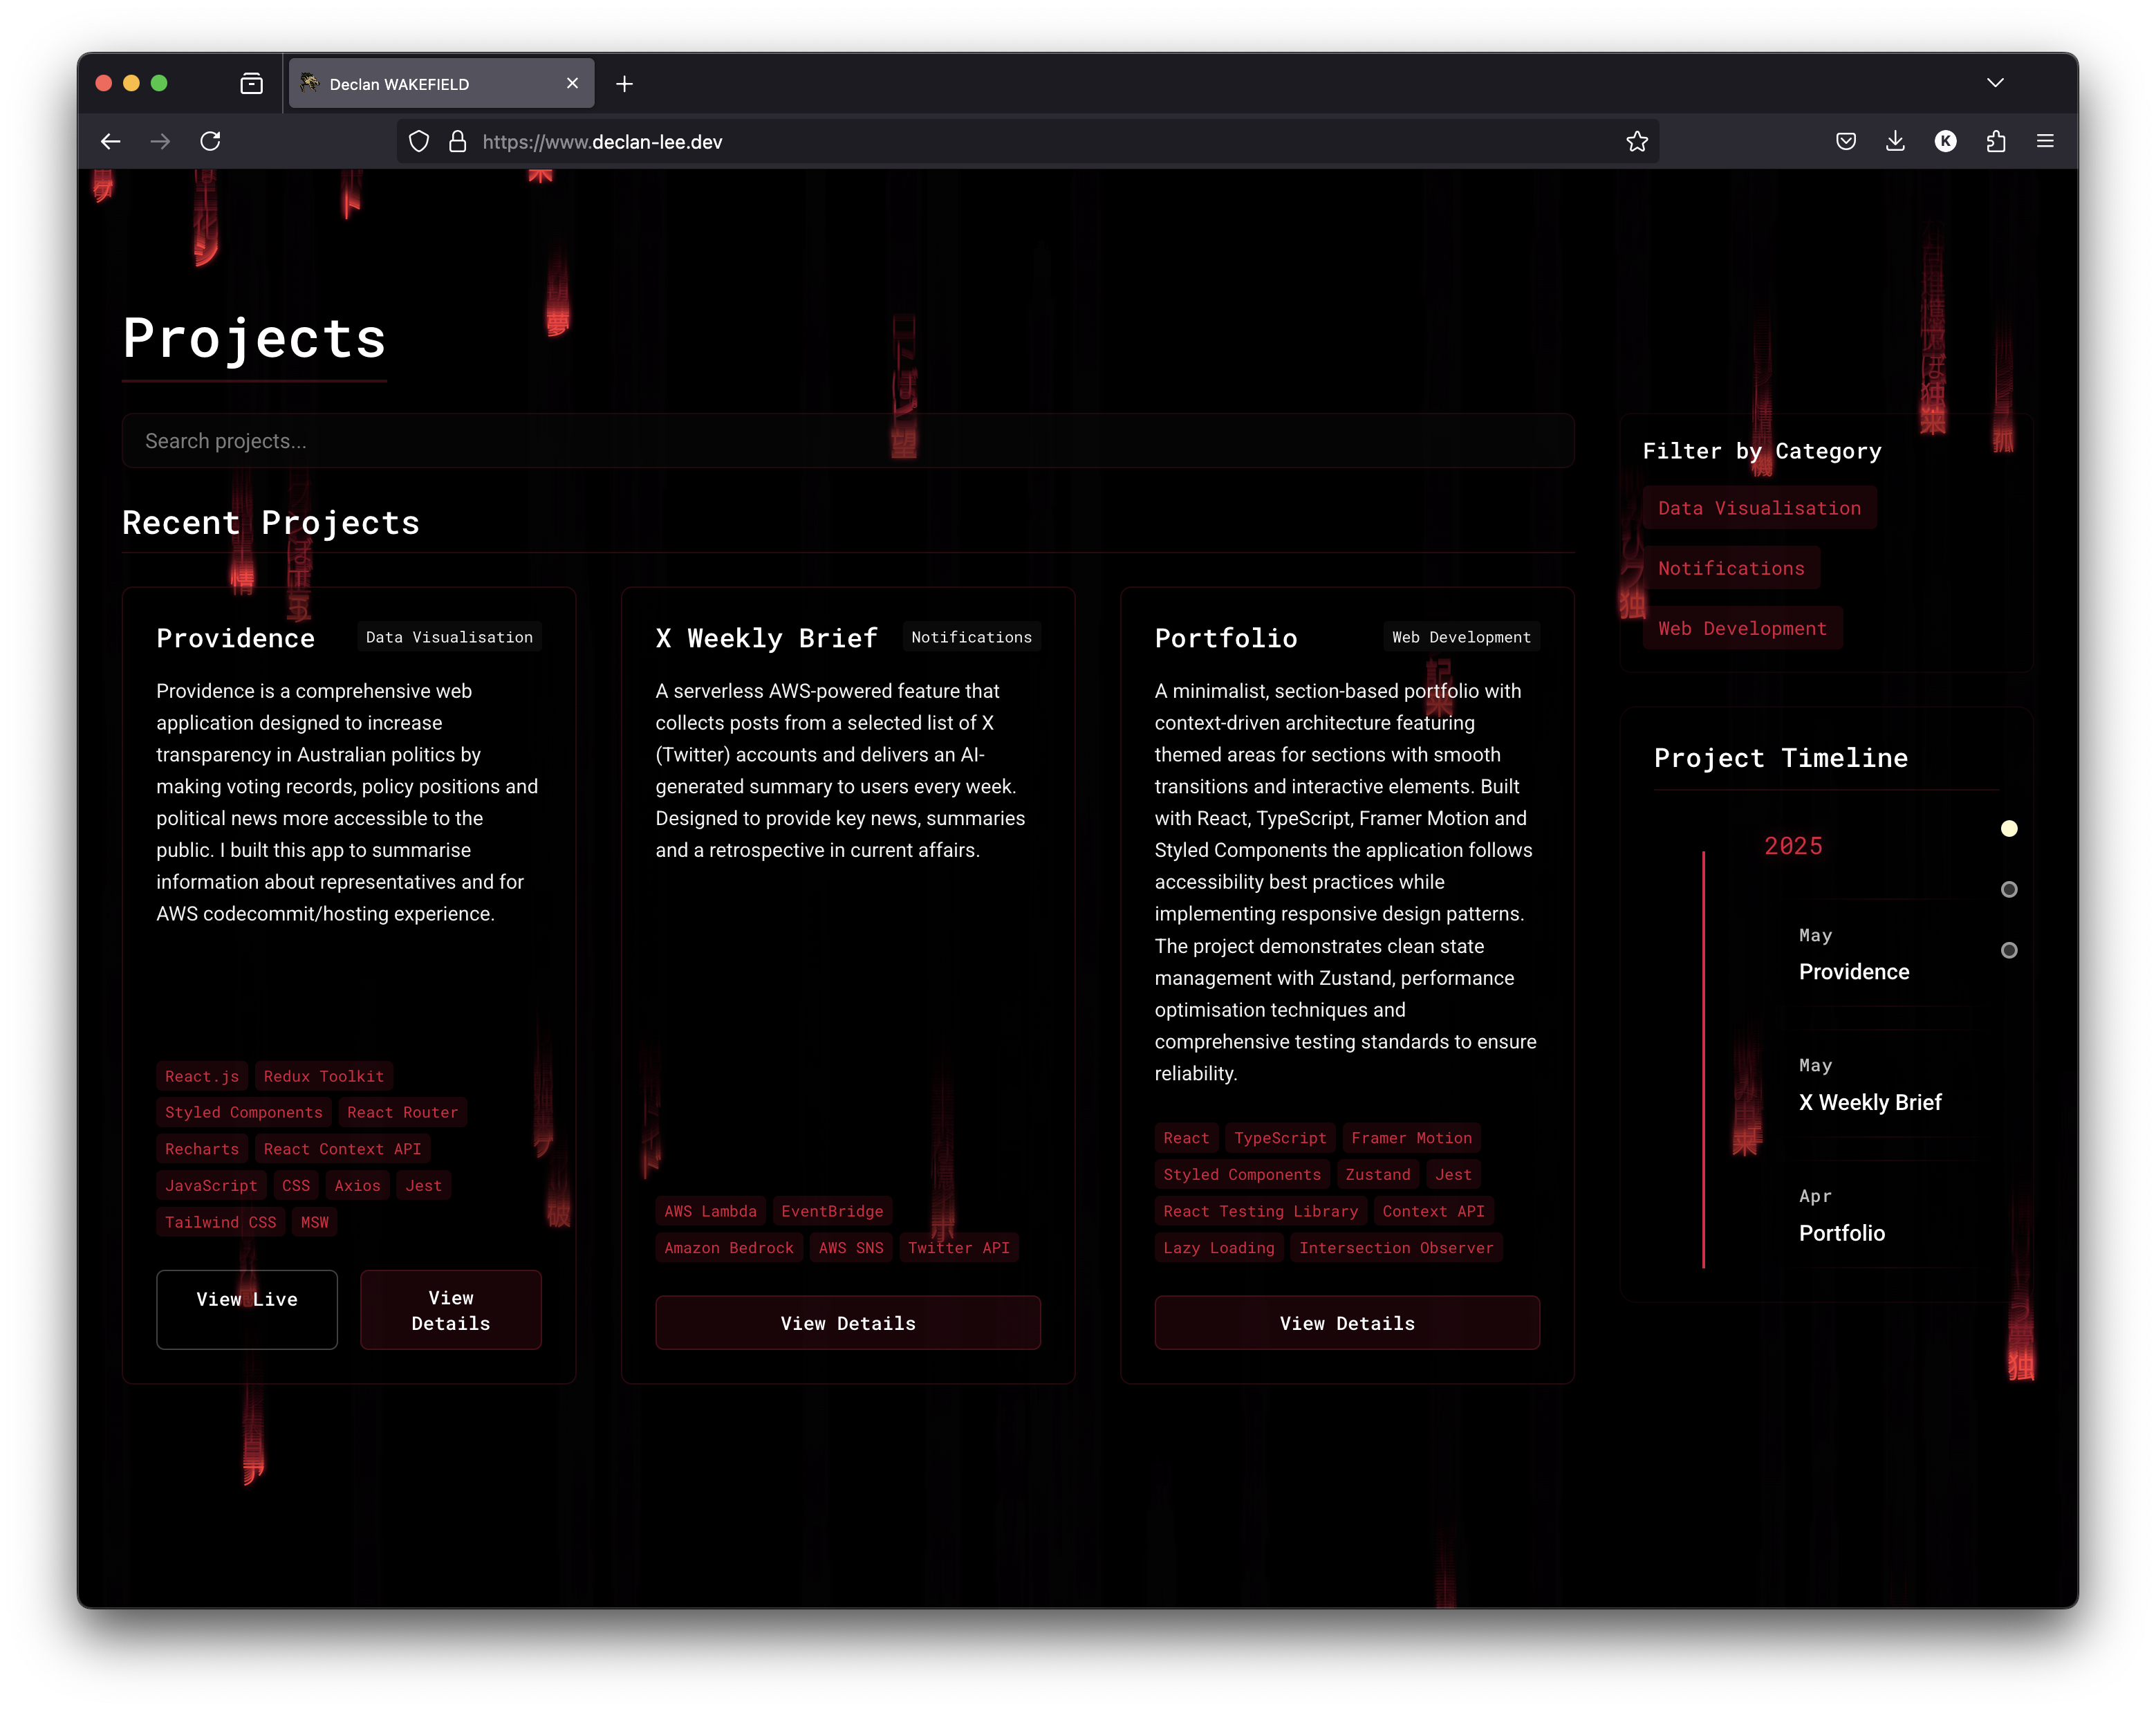 Declan WAKEFIELD
https://www.declan-lee.dev
K
Projects
Search projects...
Recent Projects
Providence
Data Visualisation
Providence is a comprehensive web
application designed to increase
transparency in Australian politics by
making voting records, policy positions and
political news more accessible to the
public. I built this app to summarise
information about representatives and for
AWS codecommit/hosting experience.
React.js Redux Toolkit
Styled Components React Router
Recharts React Context API
JavaScript CSS Axios Jest
Tailwind CSS MSW
View Live
View
Details
X Weekly Brief
Notifications
A serverless AWS-powered feature that
collects posts from a selected list of X
(Twitter) accounts and delivers an AI-
generated summary to users every week.
Designed to provide key news, summaries
and a retrospective in current affairs.
AWS Lambda EventBridge
Amazon Bedrock AWS SNS Twitter API
View Details
Portfolio
Web Development
A minimalist, section-based portfolio with
context-driven architecture featuring
themed areas for sections with smooth
transitions and interactive elements. Built
with React, TypeScript, Framer Motion and
Styled Components the application follows
accessibility best practices while
implementing responsive design patterns.
The project demonstrates clean state
management with Zustand, performance
optimisation techniques and
comprehensive testing standards to ensure
reliability.
React TypeScript Framer Motion
Styled Components Zustand Jest
React Testing Library Context API
Lazy Loading Intersection Observer
View Details
Filter by Category
Data Visualisation
Notifications
Web Development
Project Timeline
2025
May
Providence
May
X Weekly Brief
Apr
Portfolio